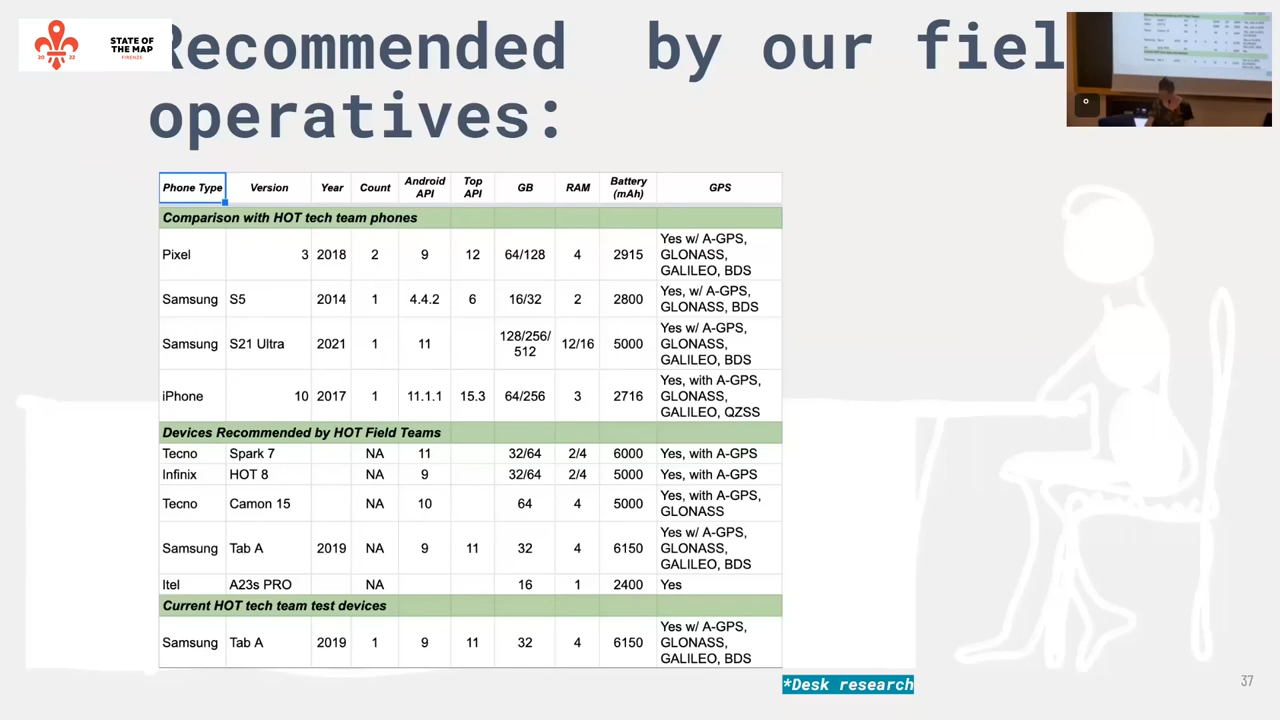 STATE OF
THE MAP
FIRENZE
20 22
Recommended by our fiel
operatives:
Phone Type Version Year Count Android API Top API GB RAM Battery (mAh) GPS
Comparison with HOT tech team phones
Pixel 3 2018 2 9 12 64/128 4 2915 Yes w/ A-GPS, GLONASS, GALILEO, BDS
Samsung S5 2014 1 4.4.2 6 16/32 2 2800 Yes, w/ A-GPS, GLONASS, BDS
Samsung S21 Ultra 2021 1 11 128/256/512 12/16 5000 Yes w/ A-GPS, GLONASS, GALILEO, BDS
iPhone 10 2017 1 11.1.1 15.3 64/256 3 2716 Yes, with A-GPS, GLONASS, GALILEO, QZSS
Devices Recommended by HOT Field Teams
Tecno Spark 7 NA 11 32/64 2/4 6000 Yes, with A-GPS
Infinix HOT 8 NA 9 32/64 2/4 5000 Yes, with A-GPS
Tecno Camon 15 NA 10 64 4 5000 Yes, with A-GPS, GLONASS
Samsung Tab A 2019 NA 9 11 32 4 6150 Yes w/ A-GPS, GLONASS, GALILEO, BDS
Itel A23s PRO NA 16 1 2400 Yes
Current HOT tech team test devices
Samsung Tab A 2019 1 9 11 32 4 6150 Yes w/ A-GPS, GLONASS, GALILEO, BDS
*Desk research
37